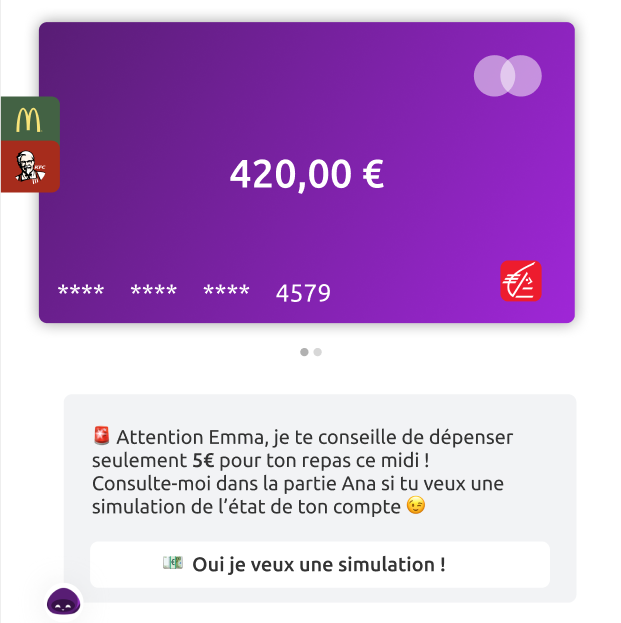 KFC
420,00 €
**** **** **** 4579
🚨 Attention Emma, je te conseille de dépenser
seulement 5€ pour ton repas ce midi !
Consulte-moi dans la partie Ana si tu veux une
simulation de l’état de ton compte 😉
💶 Oui je veux une simulation !